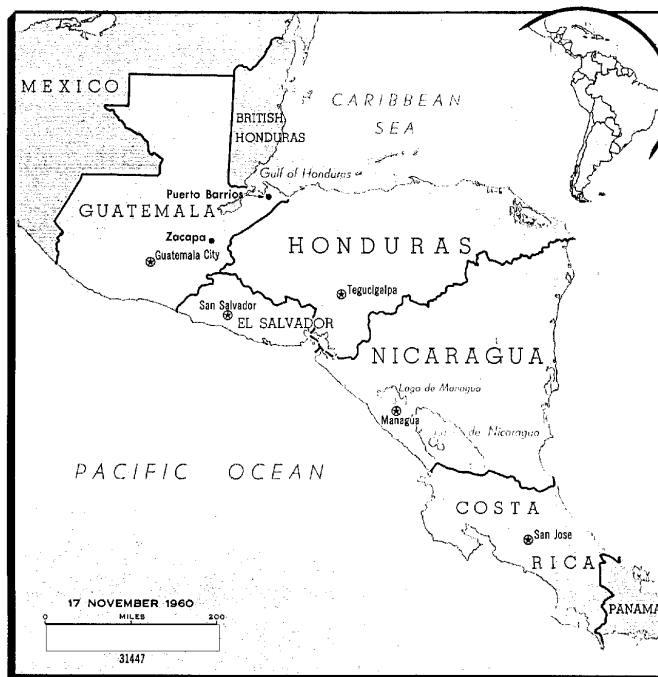 MEXICO
CARIBBEAN
SEA
BRITISH
HONDURAS
Gulf of Honduras
Puerto Barrios
GUATEMALA
Zacapa
Guatemala City
HONDURAS
Tegucigalpa
San Salvador
EL SALVADOR
NICARAGUA
Lago de Managua
Managua
de Nicaragua
PACIFIC OCEAN
COSTA
San Jose
RICA
PANAMA
17 NOVEMBER 1960
MILES
0 200
31447